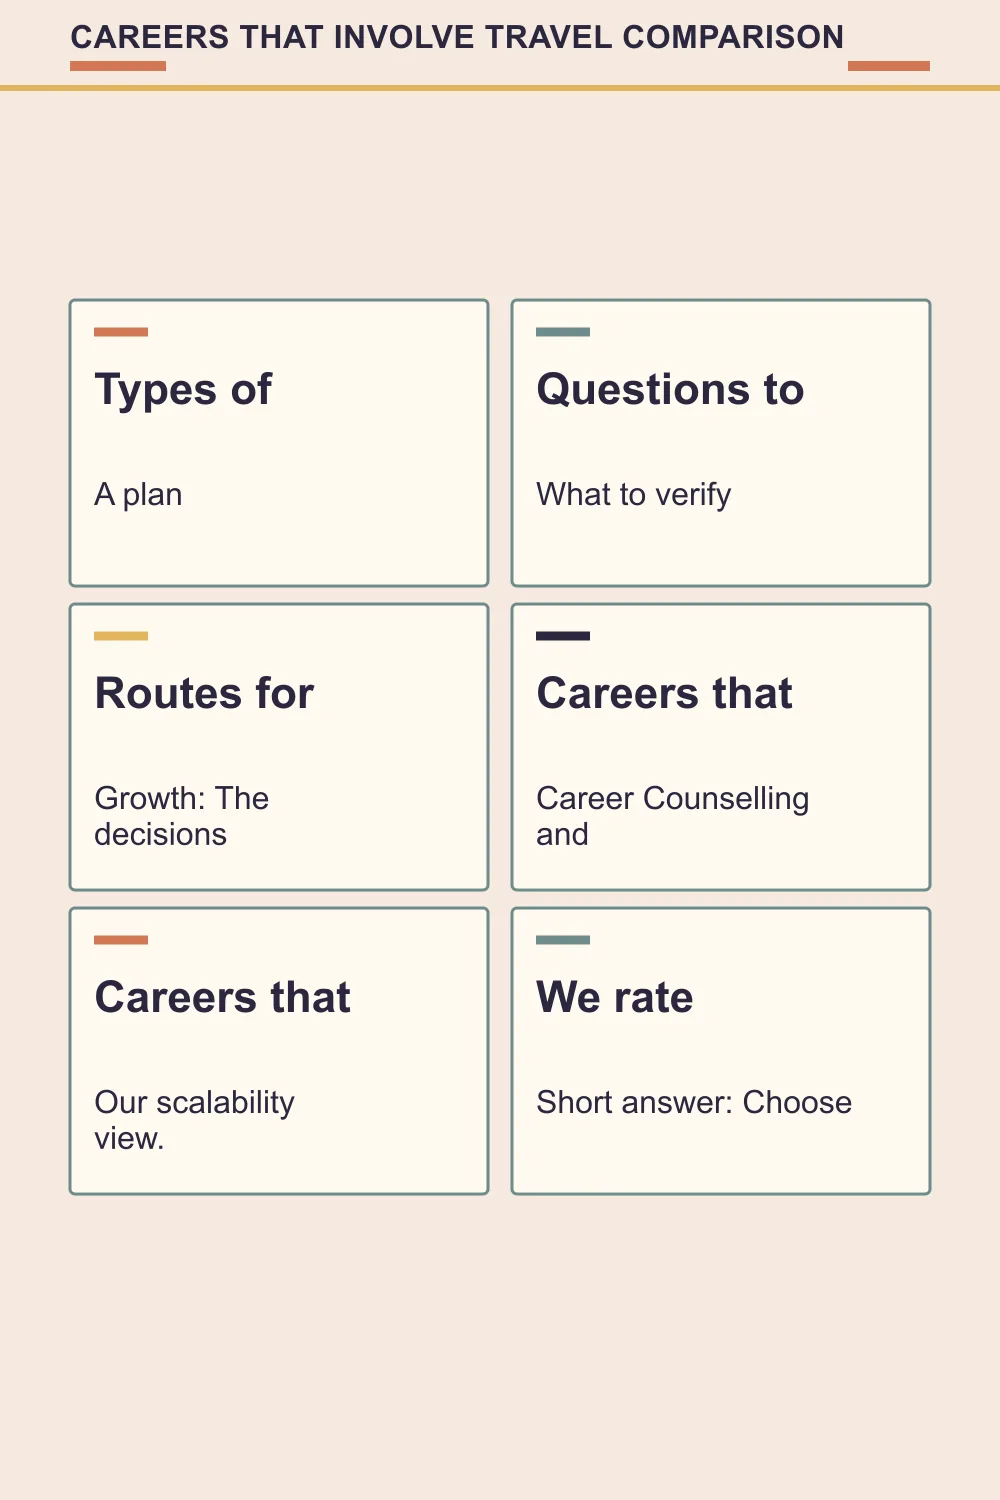 CAREERS THAT INVOLVE TRAVEL COMPARISON
Types of
A plan
Questions to
What to verify
Routes for
Growth: The
decisions
Careers that
Career Counselling
and
Careers that
Our scalability
view.
We rate
Short answer: Choose